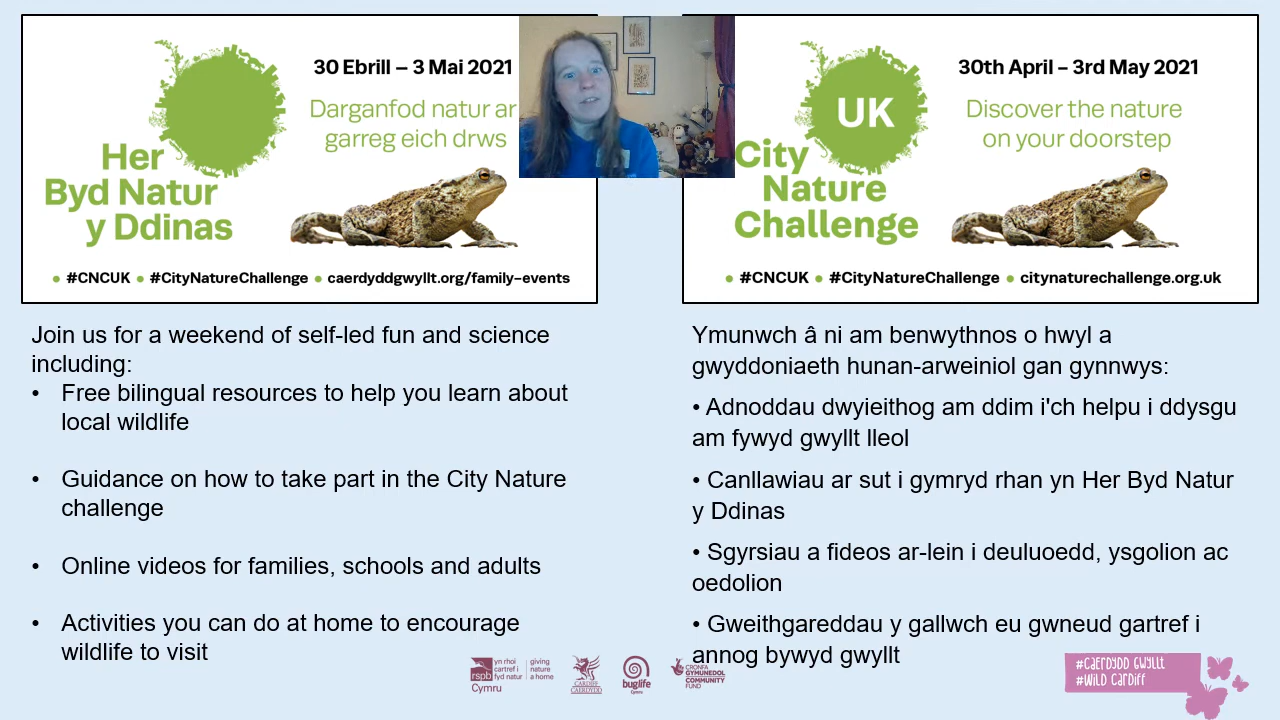 30 Ebrill – 3 Mai 2021
Darganfod natur ar
garreg eich drws
Her
Byd Natur
y Ddinas
• #CNCUK • #CityNatureChallenge • caerdyddgwyllt.org/family-events
30th April – 3rd May 2021
Discover the nature
on your doorstep
UK
City
Nature
Challenge
• #CNCUK • #CityNatureChallenge • citynaturechallenge.org.uk
Join us for a weekend of self-led fun and science
including:
• Free bilingual resources to help you learn about
local wildlife
• Guidance on how to take part in the City Nature
challenge
• Online videos for families, schools and adults
• Activities you can do at home to encourage
wildlife to visit
Ymunwch â ni am benwythnos o hwyl a
gwyddoniaeth hunan-arweiniol gan gynnwys:
• Adnoddau dwyieithog am ddim i'ch helpu i ddysgu
am fywyd gwyllt lleol
• Canllawiau ar sut i gymryd rhan yn Her Byd Natur
y Ddinas
• Sgyrsiau a fideos ar-lein i deuluoedd, ysgolion ac
oedolion
• Gweithgareddau y gallwch eu gwneud gartref i
annog bywyd gwyllt
rspb
Cymru
yn rhoi
cartref i
fyd natur
giving
nature
a home
CARDIFF
CAERDYDD
buglife
Cymru
CRONFA
GYMUNEDOL
COMMUNITY
FUND
#CAERDYDD GWYLLT
#WILD CARDIFF